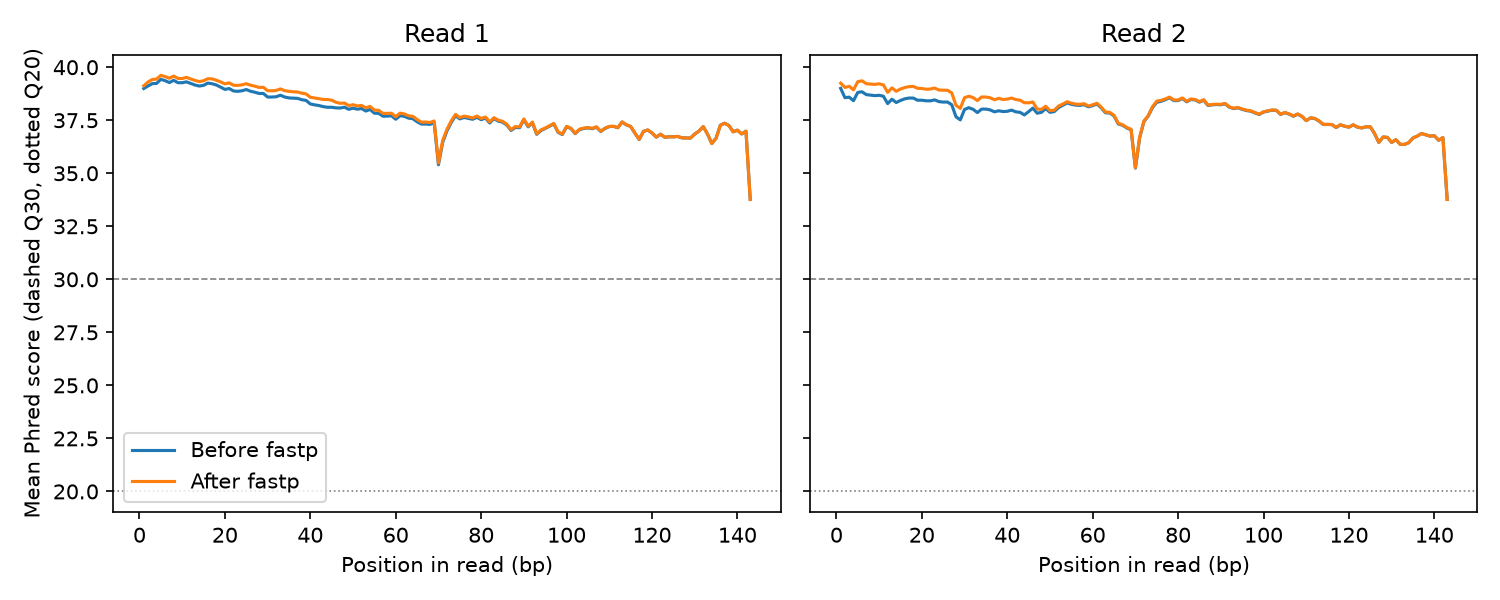 Read 1
Read 2
Mean Phred score (dashed Q30, dotted Q20)
40.0
37.5
35.0
32.5
30.0
27.5
25.0
22.5
20.0
Before fastp
After fastp
0 20 40 60 80 100 120 140
0 20 40 60 80 100 120 140
Position in read (bp)
Position in read (bp)